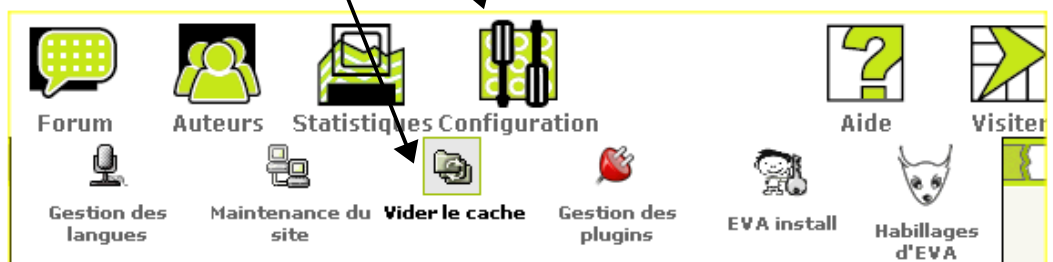 Forum Auteurs Statistiques Configuration Aide Visiter
Gestion des langues
Maintenance du site
Vider le cache
Gestion des plugins
EVA install
Habillages d'EVA